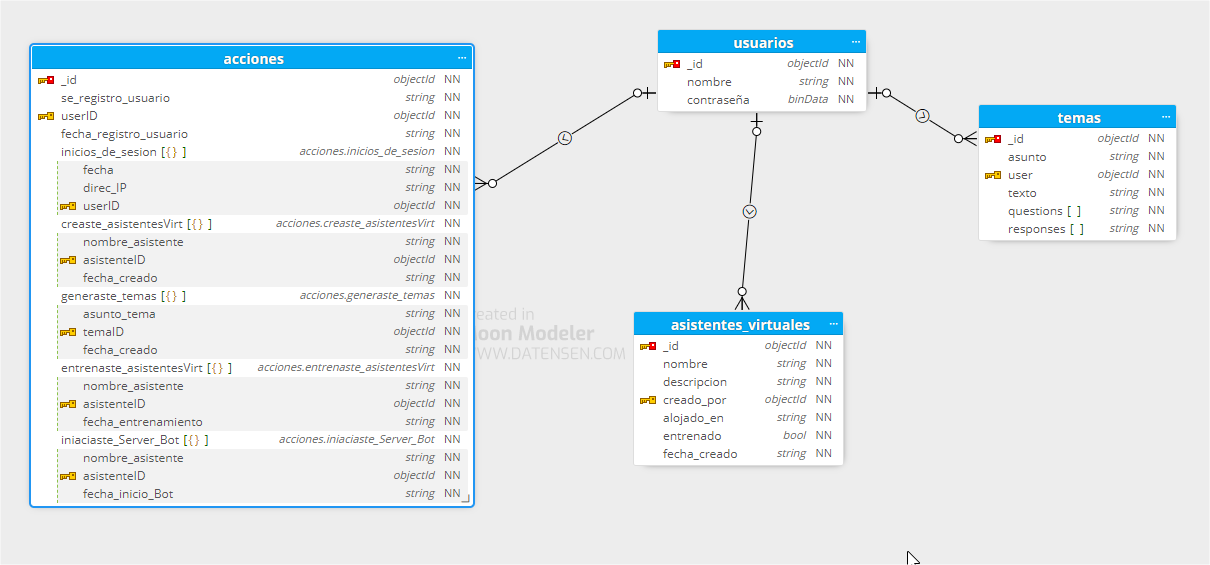 acciones ...
_id objectId NN
se_registro_usuario string NN
userID objectId NN
fecha_registro_usuario string NN
inicios_de_sesion [{} ] acciones.inicios_de_sesion NN
fecha string NN
direc_IP string NN
userID objectId NN
creaste_asistentesVirt [{} ] acciones.creaste_asistentesVirt NN
nombre_asistente string NN
asistenteID objectId NN
fecha_creado string NN
generaste_temas [{} ] acciones.generaste_temas NN
asunto_tema string NN
temaID objectId NN
fecha_creado string NN
entrenaste_asistentesVirt [{} ] acciones.entrenaste_asistentesVirt NN
nombre_asistente string NN
asistenteID objectId NN
fecha_entrenamiento string NN
iniaciaste_Server_Bot [{} ] acciones.iniaciaste_Server_Bot NN
nombre_asistente string NN
asistenteID objectId NN
fecha_inicio_Bot string NN
usuarios ...
_id objectId NN
nombre string NN
contraseña binData NN
temas ...
_id objectId NN
asunto string NN
user objectId NN
texto string NN
questions [ ] string NN
responses [ ] string NN
asistentes_virtuales ...
_id objectId NN
nombre string NN
descripcion string NN
creado_por objectId NN
alojado_en string NN
entrenado bool NN
fecha_creado string NN
eated in
oon Modeler
WWW.DATENSEN.COM